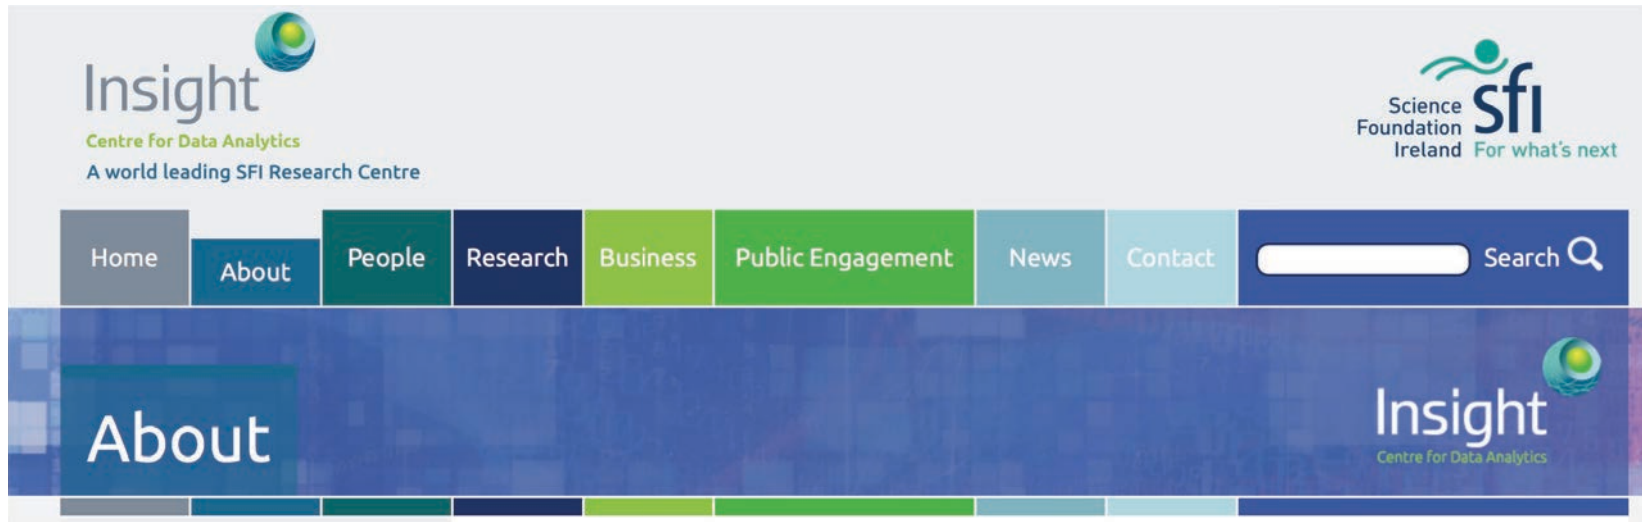 Insight
Centre for Data Analytics
A world leading SFI Research Centre
Science
Foundation
Ireland
sfi
For what's next
Home
About
People
Research
Business
Public Engagement
News
Contact
Search
About
Insight
Centre for Data Analytics